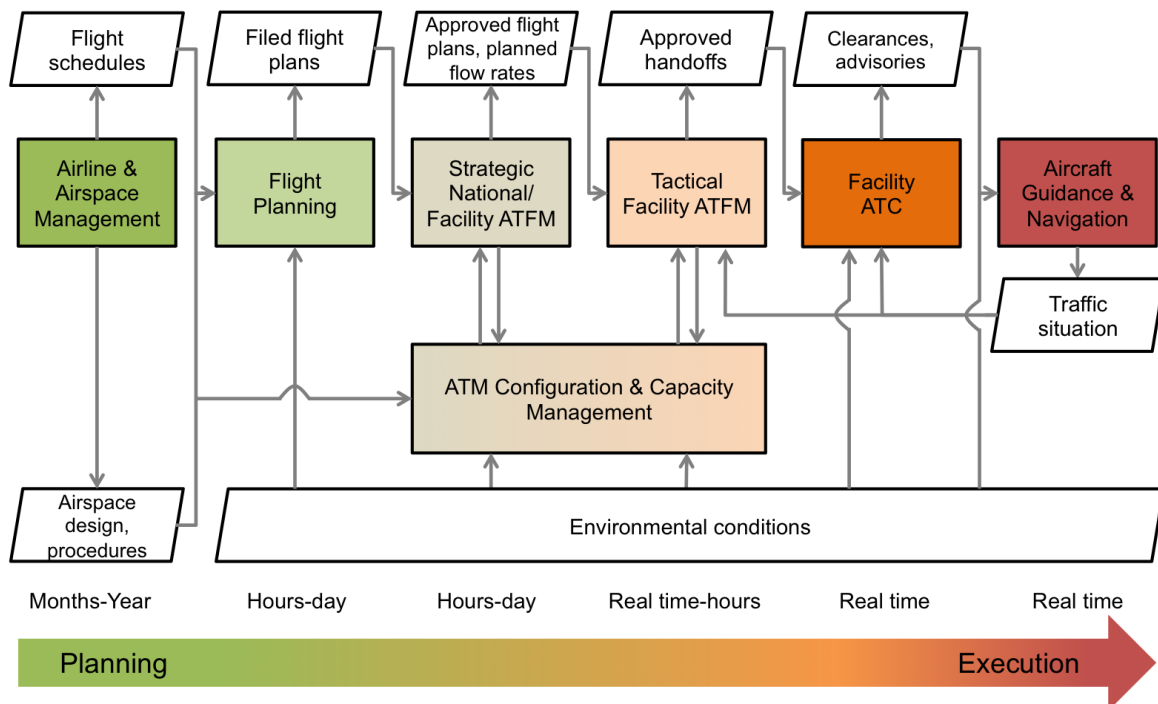 Flight
schedules
Filed flight
plans
Approved flight
plans, planned
flow rates
Approved
handoffs
Clearances,
advisories
Airline &
Airspace
Management
Flight
Planning
Strategic
National/
Facility ATFM
Tactical
Facility ATFM
Facility
ATC
Aircraft
Guidance &
Navigation
Traffic
situation
ATM Configuration & Capacity
Management
Airspace
design,
procedures
Environmental conditions
Months-Year
Hours-day
Hours-day
Real time-hours
Real time
Real time
Planning
Execution